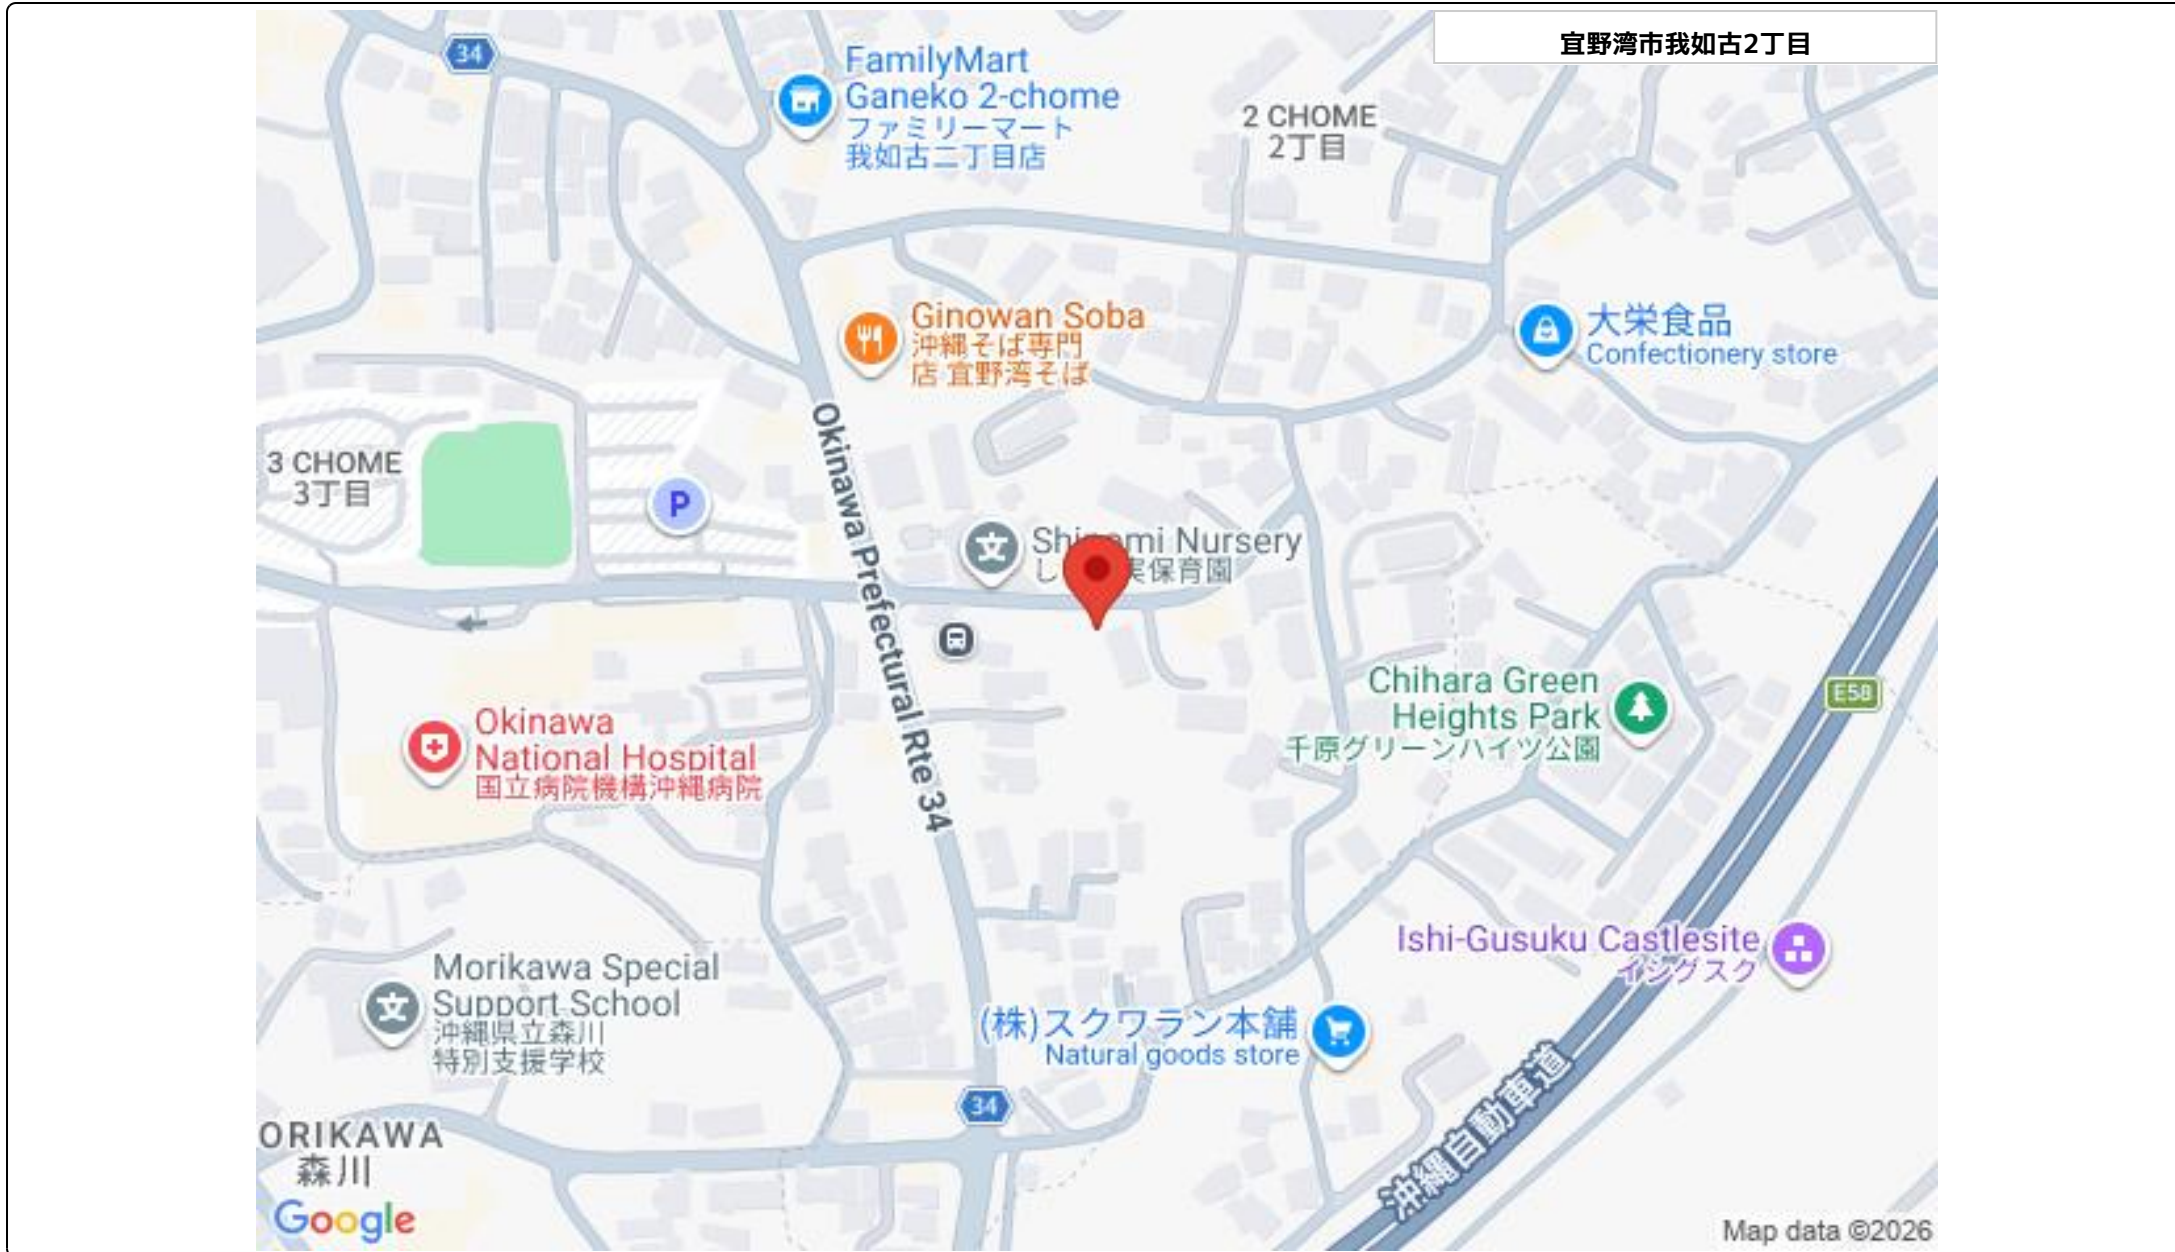 宜野湾市我如古2丁目
34
FamilyMart
Ganeko 2-chome
ファミリーマート
我如古二丁目店
2 CHOME
2丁目
Ginowan Soba
沖縄そば専門
店 宜野湾そば
大栄食品
Confectionery store
3 CHOME
3丁目
P
Okinawa Prefectural Rte 34
文
Nursery
保育園
E58
Chihara Green
Heights Park
千原グリーンハイツ公園
Okinawa
National Hospital
国立病院機構沖縄病院
Ishi-Gusuku Castlesite
イシグスク
文
Morikawa Special
Support School
沖縄県立森川
特別支援学校
(株)スクワラン本舗
Natural goods store
沖縄自動車道
34
ORIKAWA
森川
Google
Map data ©2026